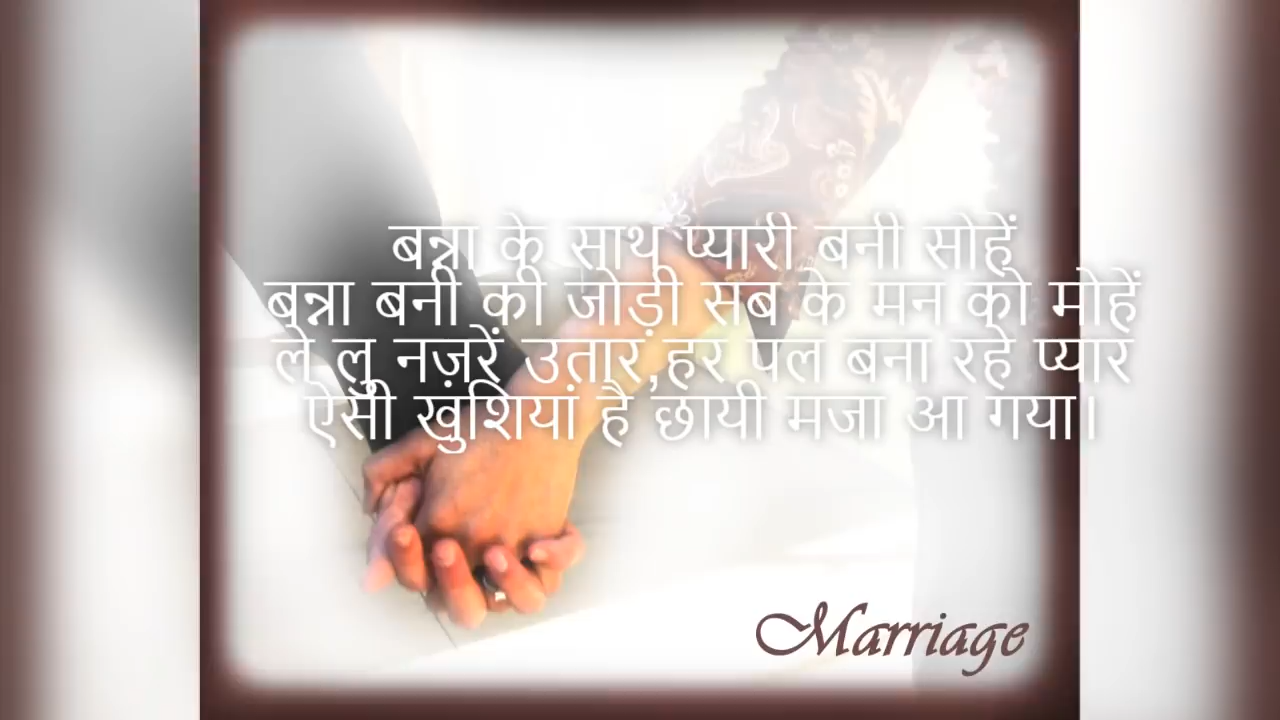 बन्ना के साथ प्यारी बनी सोहें
बन्ना बनी की जोड़ी सब के मन को मोहें
ले लु नज़रें उतार,हर पल बना रहे प्यार
ऐसी खुशियां है छायी मजा आ गया।
Marriage